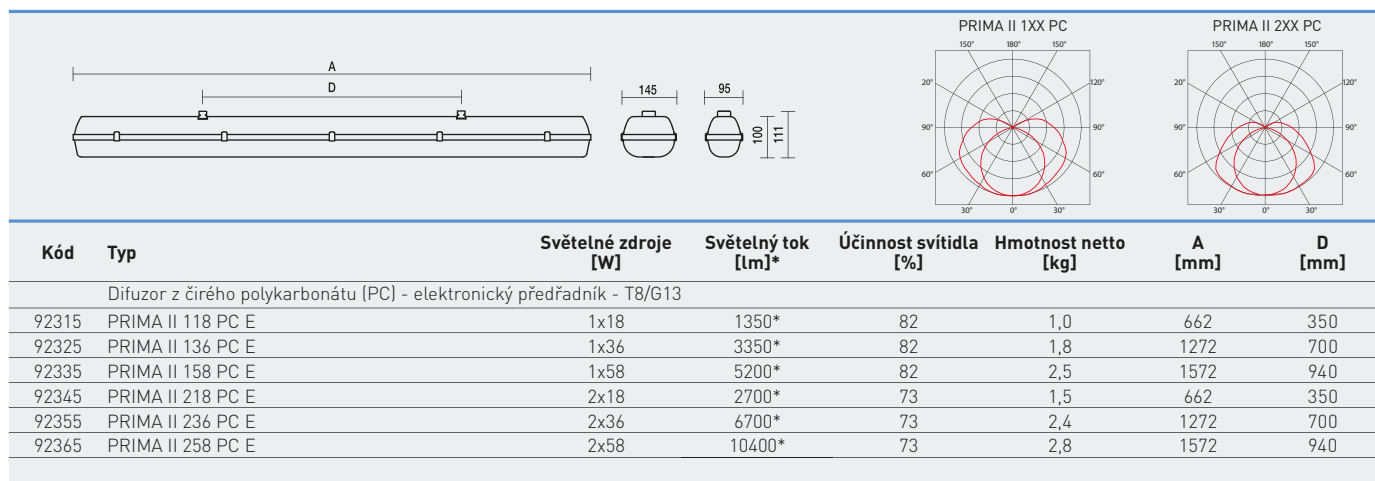 PRIMA II 1XX PC
PRIMA II 2XX PC
150° 180° 150°
150° 180° 150°
20°
20° 120°
90° 90°
90° 90°
60° 60°
60° 60°
30° 0° 30°
30° 0° 30°
A
D
145
95
100
111
Kód Typ Světelné zdroje [W] Světelný tok [lm]* Účinnost svítidla [%] Hmotnost netto [kg] A [mm] D [mm]
Difuzor z čirého polykarbonátu (PC) - elektronický předřadník - T8/G13
92315 PRIMA II 118 PC E 1x18 1350* 82 1,0 662 350
92325 PRIMA II 136 PC E 1x36 3350* 82 1,8 1272 700
92335 PRIMA II 158 PC E 1x58 5200* 82 2,5 1572 940
92345 PRIMA II 218 PC E 2x18 2700* 73 1,5 662 350
92355 PRIMA II 236 PC E 2x36 6700* 73 2,4 1272 700
92365 PRIMA II 258 PC E 2x58 10400* 73 2,8 1572 940